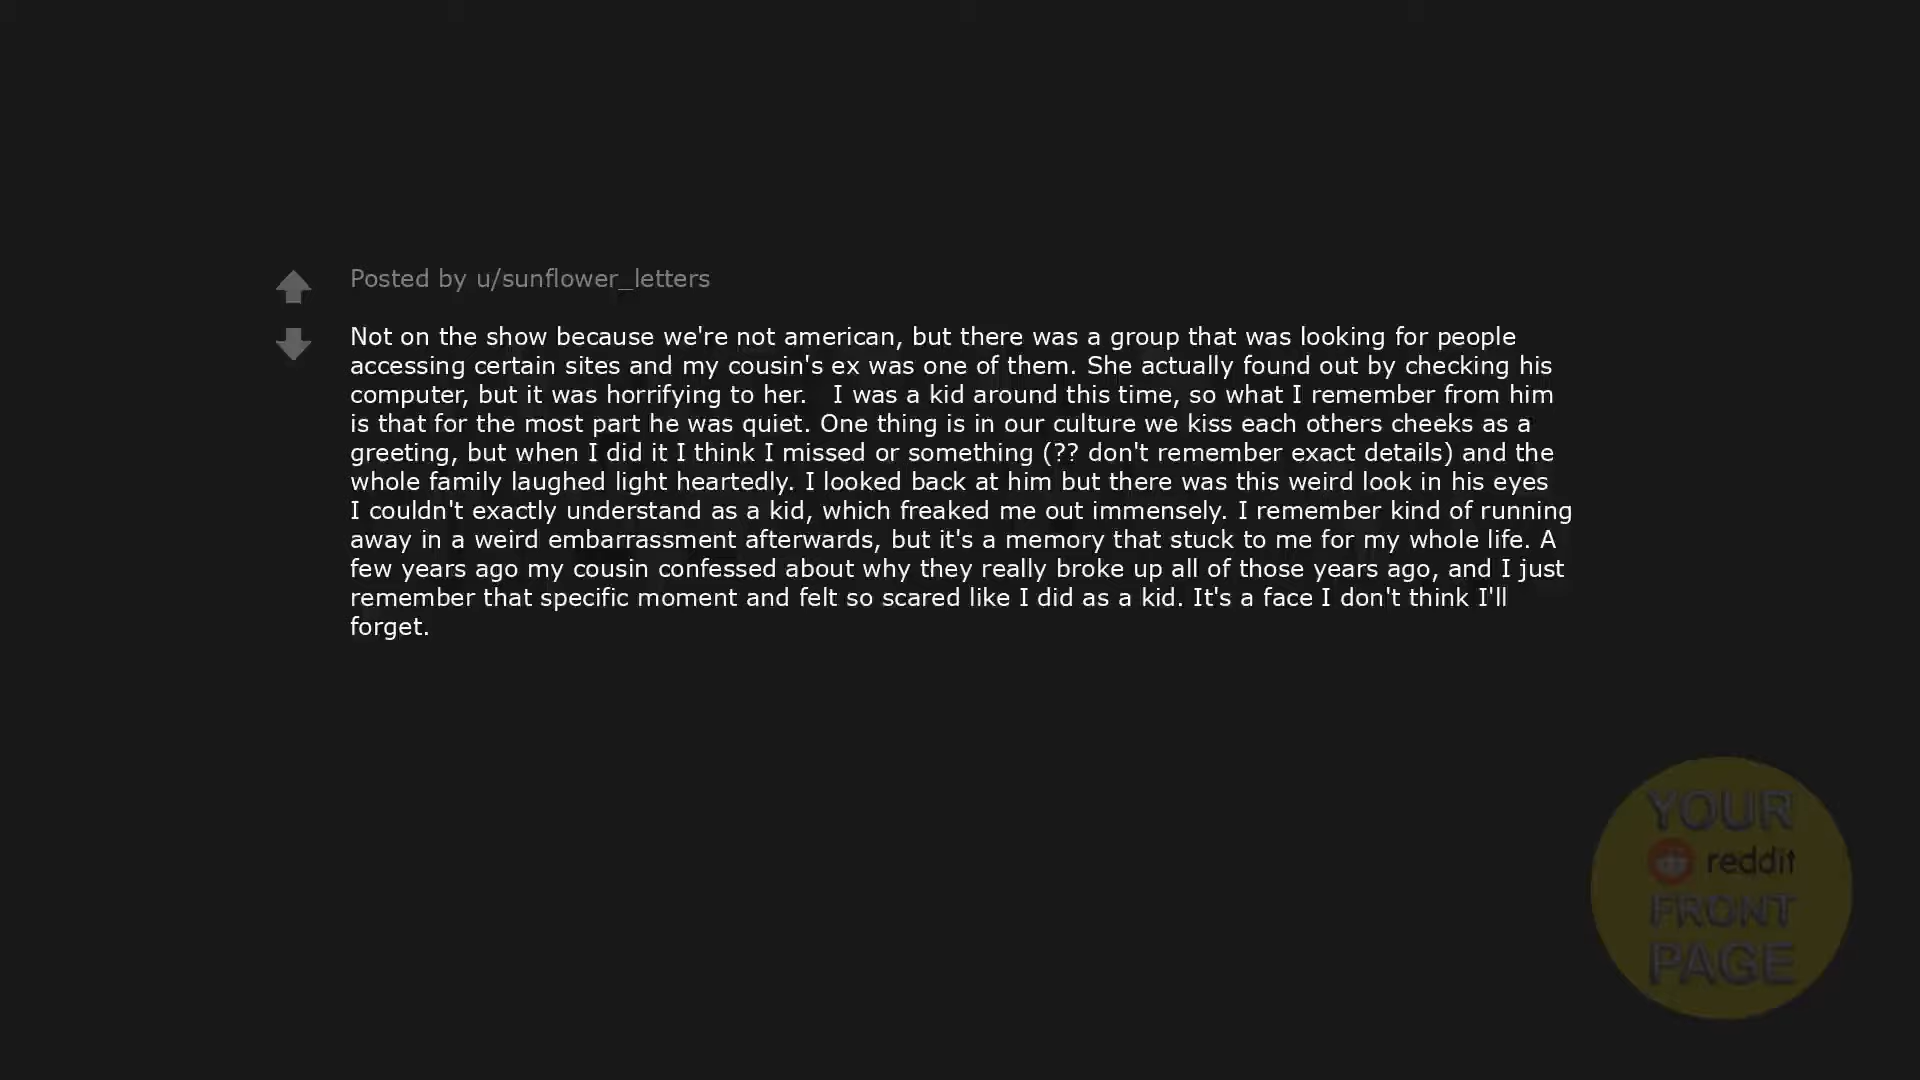 Posted by u/sunflower_letters
Not on the show because we're not american, but there was a group that was looking for people
accessing certain sites and my cousin's ex was one of them. She actually found out by checking his
computer, but it was horrifying to her.   I was a kid around this time, so what I remember from him
is that for the most part he was quiet. One thing is in our culture we kiss each others cheeks as a
greeting, but when I did it I think I missed or something (?? don't remember exact details) and the
whole family laughed light heartedly. I looked back at him but there was this weird look in his eyes
I couldn't exactly understand as a kid, which freaked me out immensely. I remember kind of running
away in a weird embarrassment afterwards, but it's a memory that stuck to me for my whole life. A
few years ago my cousin confessed about why they really broke up all of those years ago, and I just
remember that specific moment and felt so scared like I did as a kid. It's a face I don't think I'll
forget.
YOUR
reddit
FRONT
PAGE